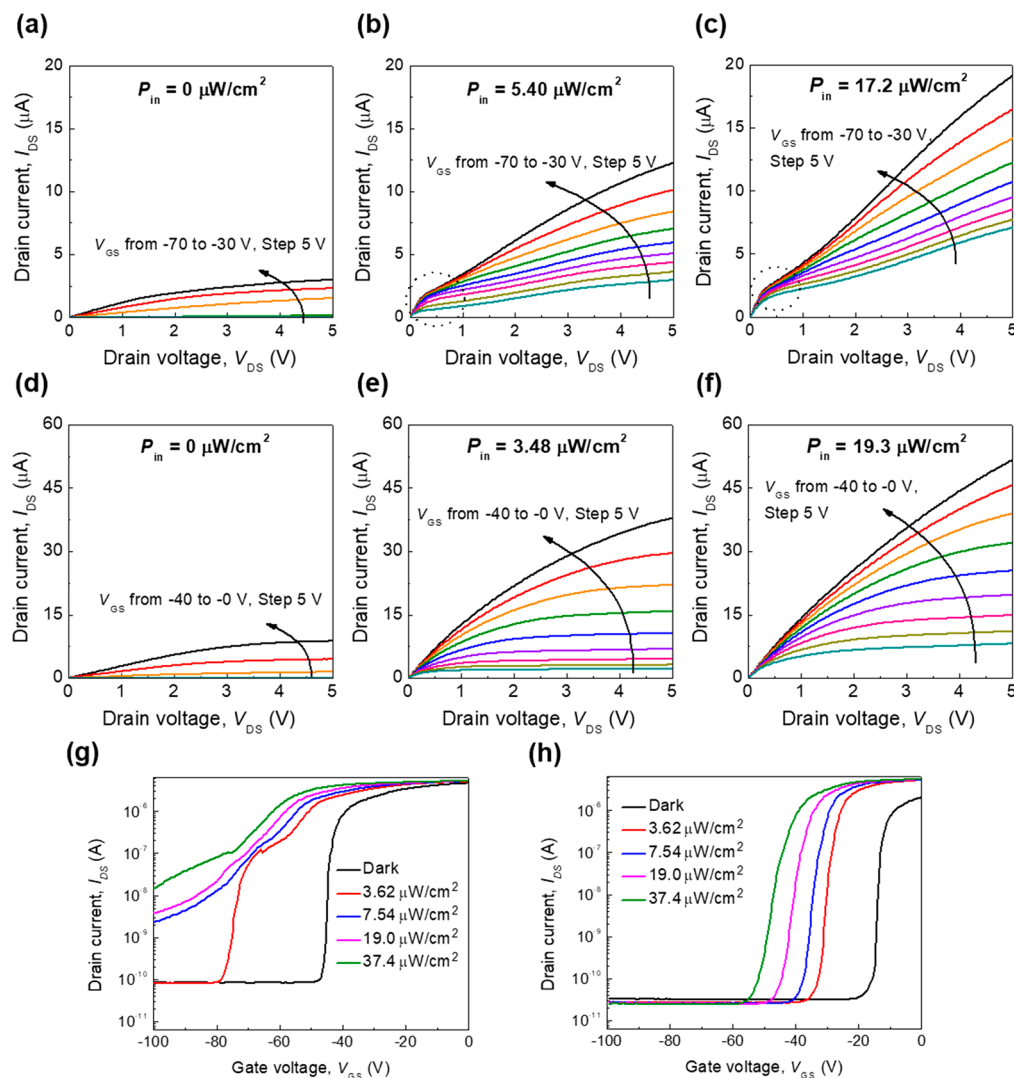 (a)
P_in = 0 μW/cm²
V_GS from -70 to -30 V, Step 5 V
20
15
10
5
0
Drain current, I_DS (μA)
0 1 2 3 4 5
Drain voltage, V_DS (V)
(b)
P_in = 5.40 μW/cm²
V_GS from -70 to -30 V, Step 5 V
20
15
10
5
0
Drain current, I_DS (μA)
0 1 2 3 4 5
Drain voltage, V_DS (V)
(c)
P_in = 17.2 μW/cm²
V_GS from -70 to -30 V,
Step 5 V
20
15
10
5
0
Drain current, I_DS (μA)
0 1 2 3 4 5
Drain voltage, V_DS (V)
(d)
P_in = 0 μW/cm²
V_GS from -40 to -0 V, Step 5 V
60
45
30
15
0
Drain current, I_DS (μA)
0 1 2 3 4 5
Drain voltage, V_DS (V)
(e)
P_in = 3.48 μW/cm²
V_GS from -40 to -0 V, Step 5 V
60
45
30
15
0
Drain current, I_DS (μA)
0 1 2 3 4 5
Drain voltage, V_DS (V)
(f)
P_in = 19.3 μW/cm²
V_GS from -40 to -0 V,
Step 5 V
60
45
30
15
0
Drain current, I_DS (μA)
0 1 2 3 4 5
Drain voltage, V_DS (V)
(g)
10⁻⁶
10⁻⁷
10⁻⁸
10⁻⁹
10⁻¹⁰
10⁻¹¹
Drain current, I_DS (A)
Dark
3.62 μW/cm²
7.54 μW/cm²
19.0 μW/cm²
37.4 μW/cm²
-100 -80 -60 -40 -20 0
Gate voltage, V_GS (V)
(h)
10⁻⁶
10⁻⁷
10⁻⁸
10⁻⁹
10⁻¹⁰
10⁻¹¹
Drain current, I_DS (A)
Dark
3.62 μW/cm²
7.54 μW/cm²
19.0 μW/cm²
37.4 μW/cm²
-100 -80 -60 -40 -20 0
Gate voltage, V_GS (V)